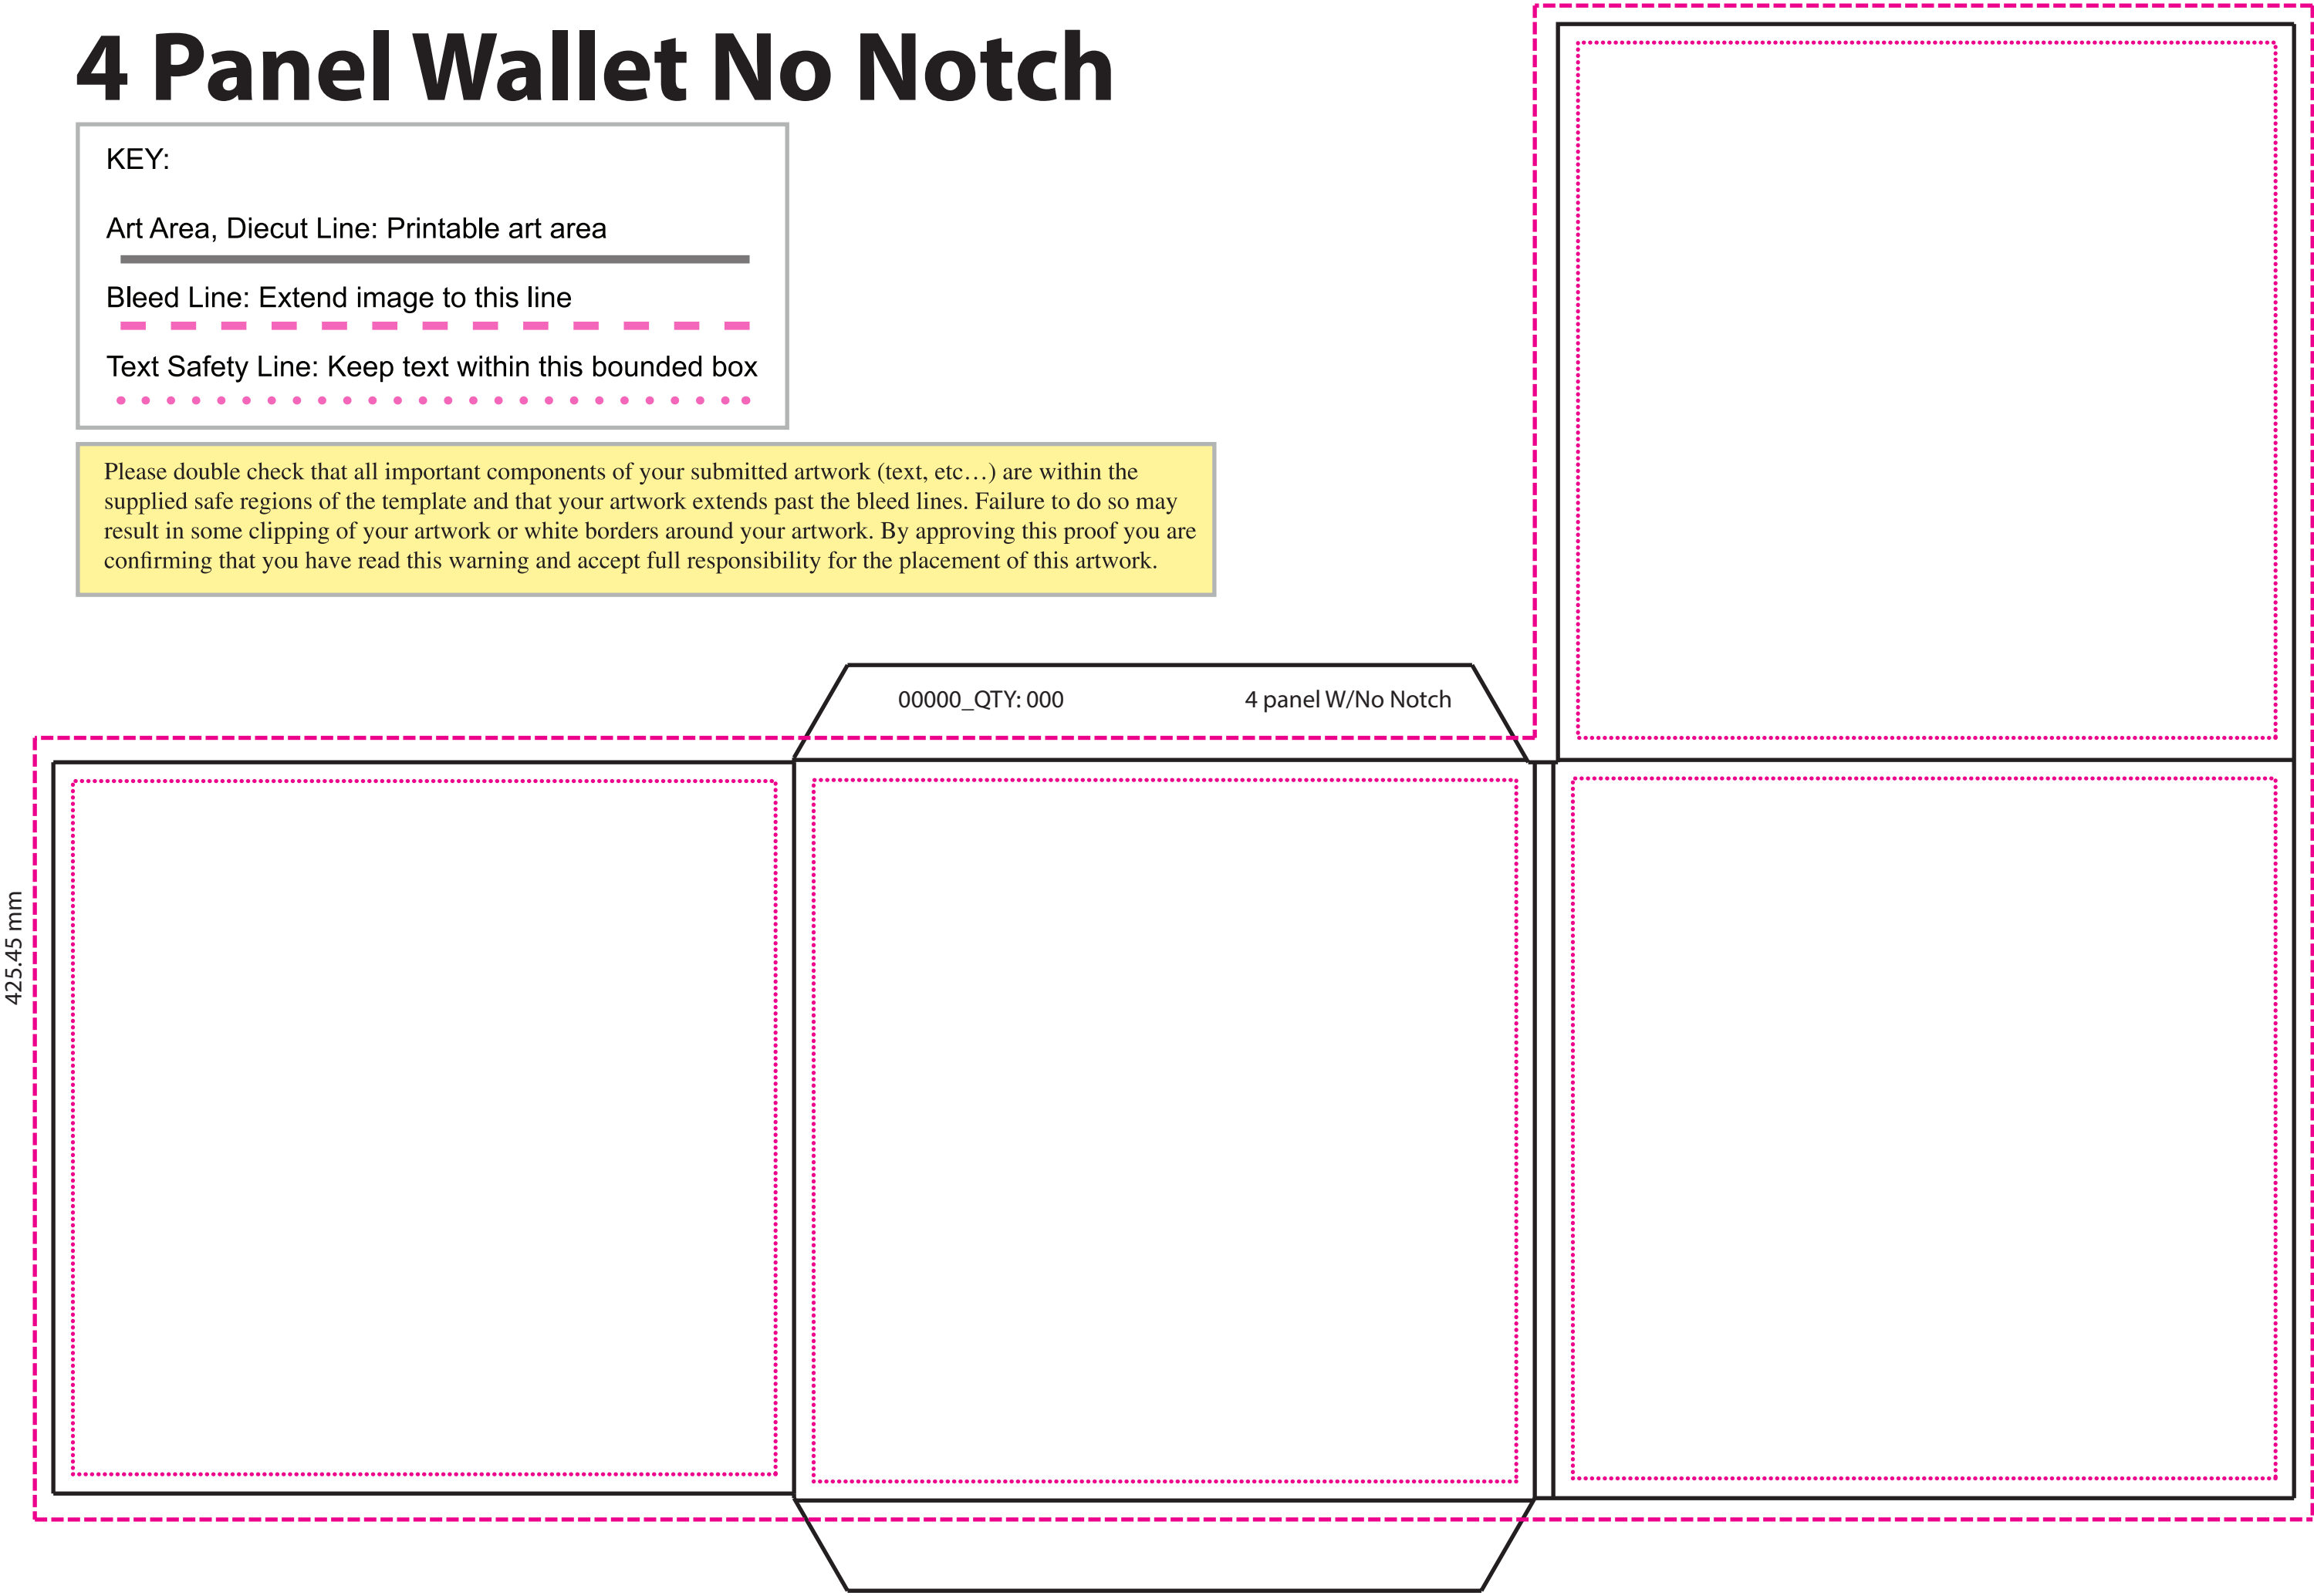 4 Panel Wallet No Notch
KEY:
Art Area, Diecut Line: Printable art area
Bleed Line: Extend image to this line
Text Safety Line: Keep text within this bounded box
Please double check that all important components of your submitted artwork (text, etc…) are within the
supplied safe regions of the template and that your artwork extends past the bleed lines. Failure to do so may
result in some clipping of your artwork or white borders around your artwork. By approving this proof you are
confirming that you have read this warning and accept full responsibility for the placement of this artwork.
00000_QTY: 000
4 panel W/No Notch
425.45 mm